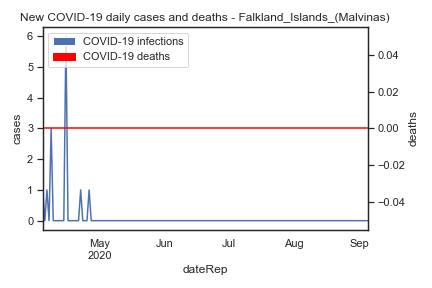 New COVID-19 daily cases and deaths - Falkland_Islands_(Malvinas)
COVID-19 infections
COVID-19 deaths
6
5
4
3
2
1
0
cases
0.04
0.02
0.00
−0.02
−0.04
deaths
May
2020
Jun
Jul
Aug
Sep
dateRep